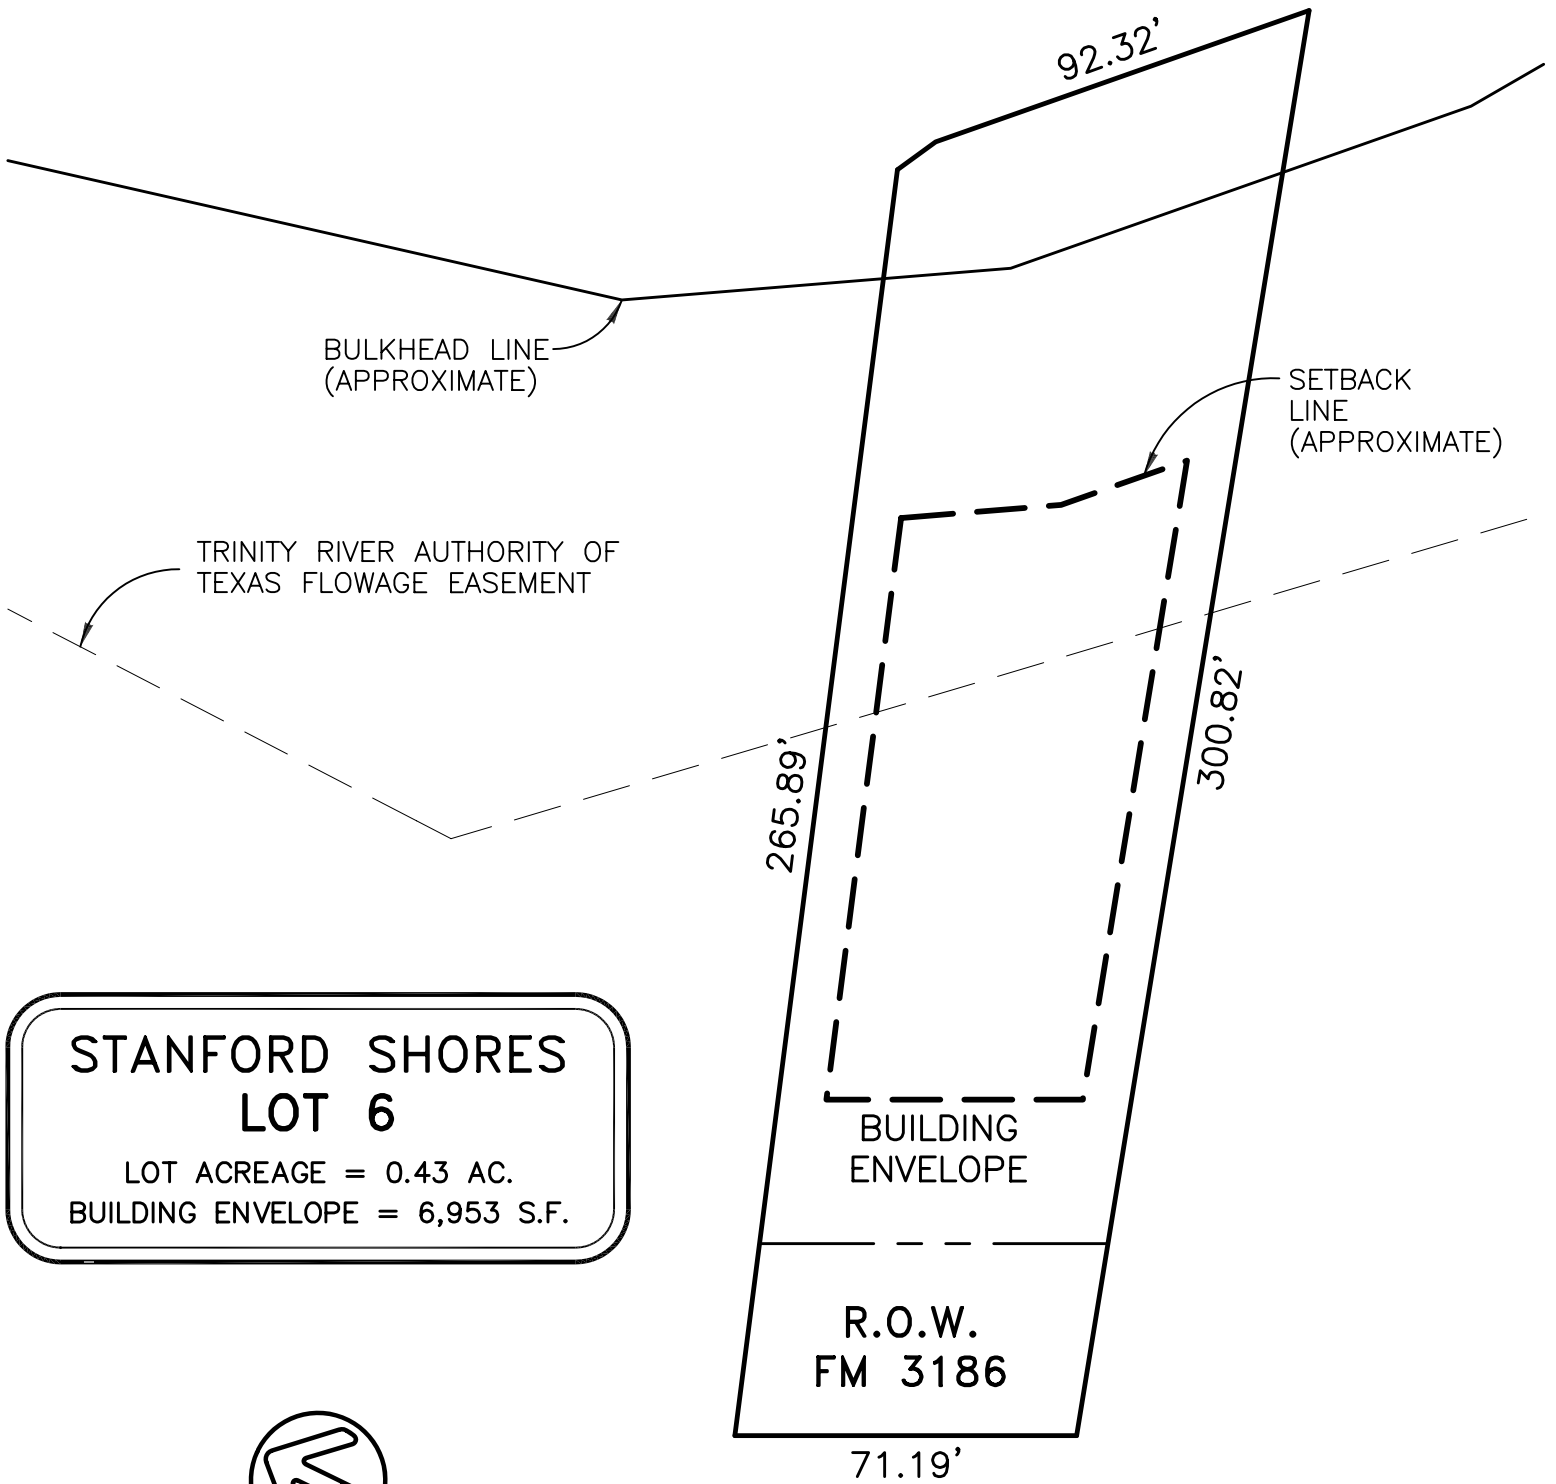 92.32'
BULKHEAD LINE
(APPROXIMATE)
SETBACK
LINE
(APPROXIMATE)
TRINITY RIVER AUTHORITY OF
TEXAS FLOWAGE EASEMENT
265.89'
300.82'
STANFORD SHORES
LOT 6
LOT ACREAGE = 0.43 AC.
BUILDING ENVELOPE = 6,953 S.F.
BUILDING
ENVELOPE
R.O.W.
FM 3186
71.19'